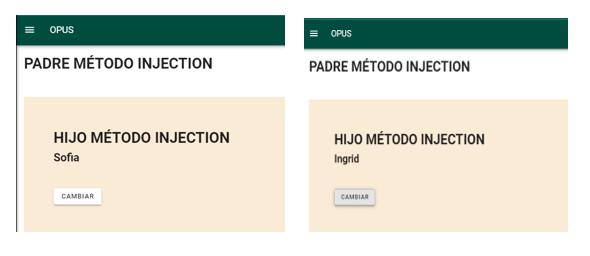 OPUS
PADRE MÉTODO INJECTION
HIJO MÉTODO INJECTION
Sofia
CAMBIAR
OPUS
PADRE MÉTODO INJECTION
HIJO MÉTODO INJECTION
Ingrid
CAMBIAR